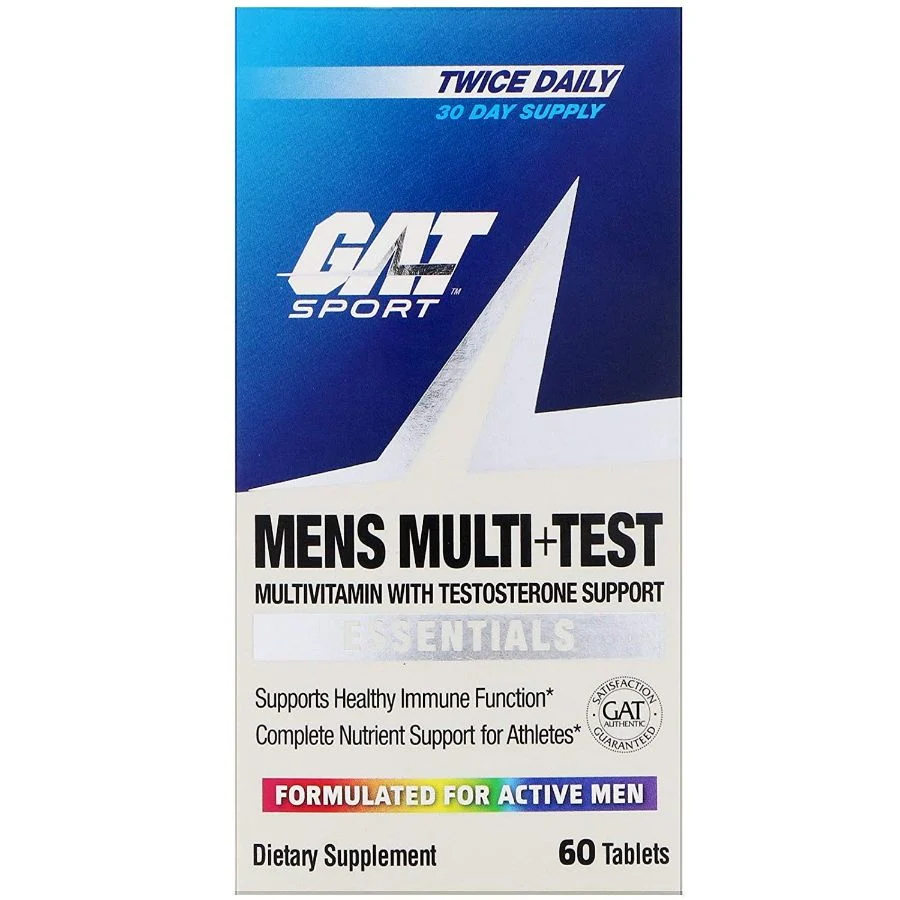 TWICE DAILY
30 DAY SUPPLY
GAT
SPORT™
MENS MULTI+TEST
MULTIVITAMIN WITH TESTOSTERONE SUPPORT
ESSENTIALS
Supports Healthy Immune Function*
Complete Nutrient Support for Athletes*
SATISFACTION
GAT
AUTHENTIC
GUARANTEED
FORMULATED FOR ACTIVE MEN
Dietary Supplement
60 Tablets